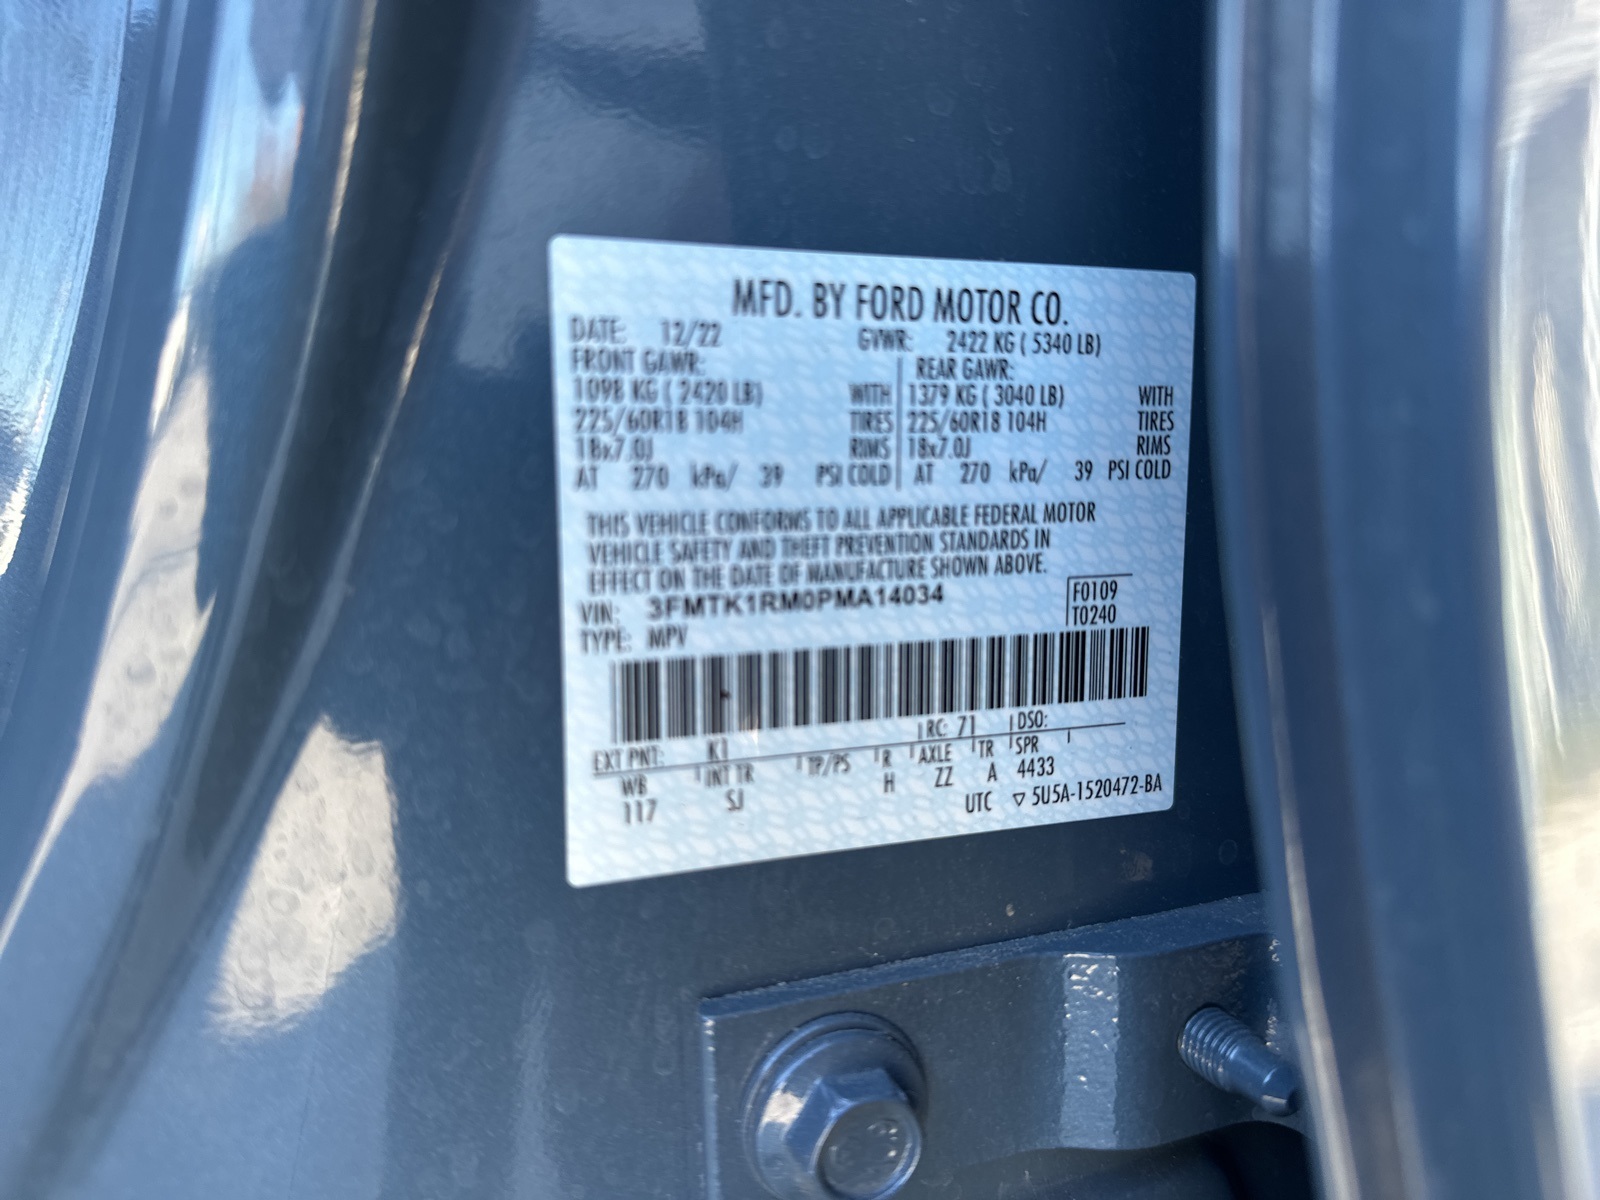 MFD. BY FORD MOTOR CO.
DATE: 12/22 GVWR: 2422 KG ( 5340 LB)
FRONT GAWR: REAR GAWR:
1098 KG ( 2420 LB) WITH 1379 KG ( 3040 LB) WITH
225/60R18 104H TIRES 225/60R18 104H TIRES
18x7.0J RIMS 18x7.0J RIMS
AT 270 kPa/ 39 PSI COLD AT 270 kPa/ 39 PSI COLD
THIS VEHICLE CONFORMS TO ALL APPLICABLE FEDERAL MOTOR
VEHICLE SAFETY AND THEFT PREVENTION STANDARDS IN
EFFECT ON THE DATE OF MANUFACTURE SHOWN ABOVE.
VIN: 3FMTK1RM0PMA14034 F0109
TYPE: MPV T0240
EXT PNT: K1 RC: 71 DSO:
WB INT TR TP/PS R AXLE TR SPR
117 SJ H ZZ A 4433
UTC ▽ 5U5A-1520472-BA